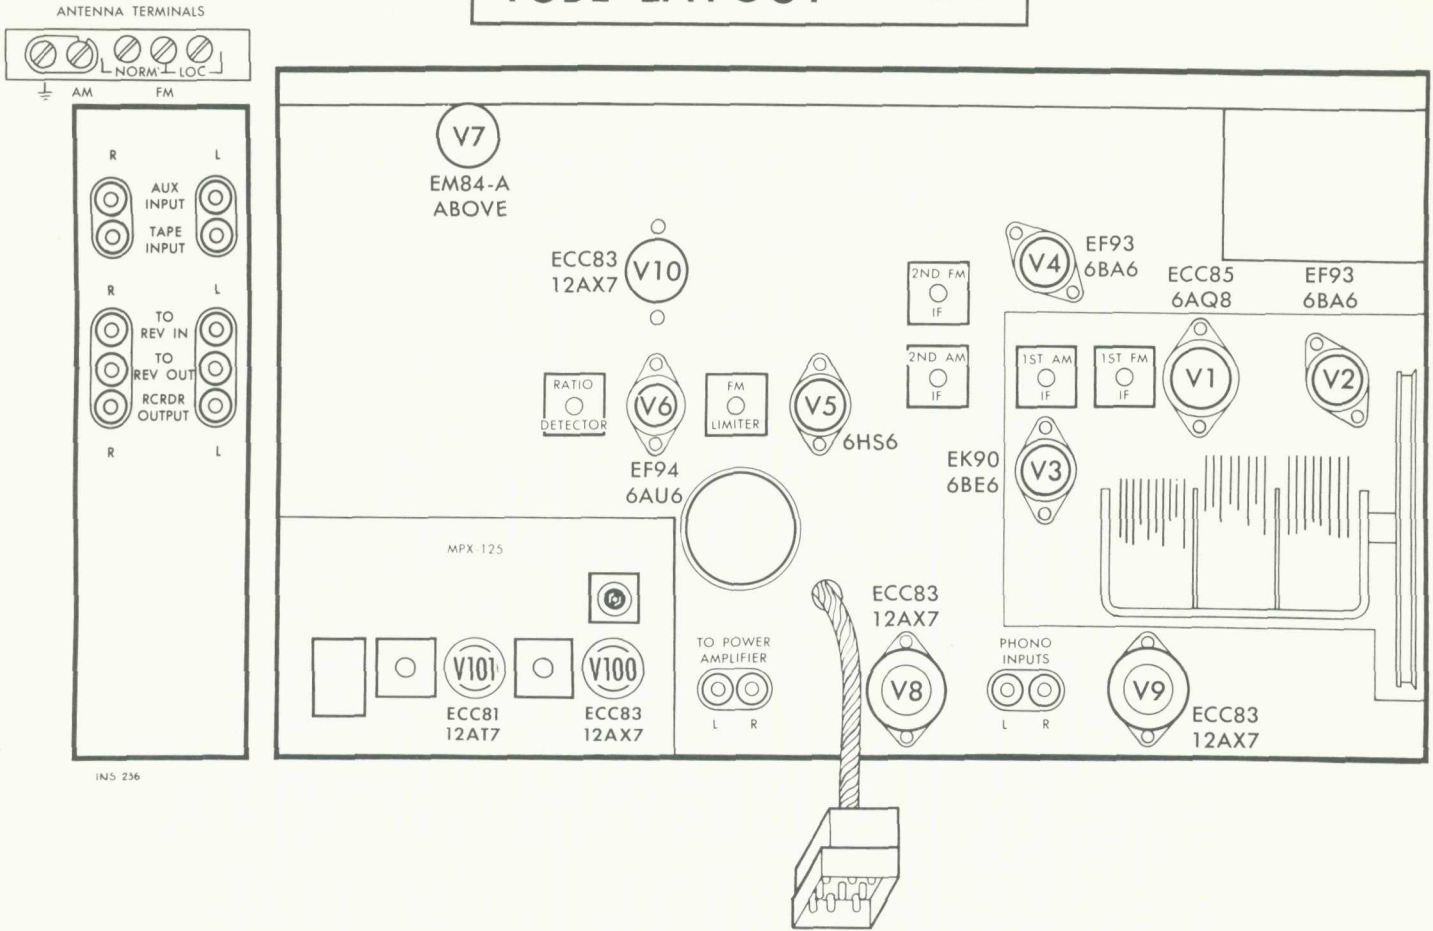 TUBE LAYOUT
ANTENNA TERMINALS
NORM LOC
AM FM
R L
AUX
INPUT
TAPE
INPUT
R L
TO
REV IN
TO
REV OUT
RCRDR
OUTPUT
R L
INS 236
V7
EM84-A
ABOVE
ECC83
12AX7
V10
V4
EF93
6BA6
2ND FM
IF
ECC85
6AQ8
EF93
6BA6
RATIO
DETECTOR
V6
FM
LIMITER
V5
2ND AM
IF
1ST AM
IF
1ST FM
IF
V1
V2
6HS6
EF94
6AU6
EK90
6BE6
V3
MPX-125
ECC83
12AX7
V101
V100
ECC81
12AT7
ECC83
12AX7
TO POWER
AMPLIFIER
L R
V8
PHONO
INPUTS
L R
V9
ECC83
12AX7